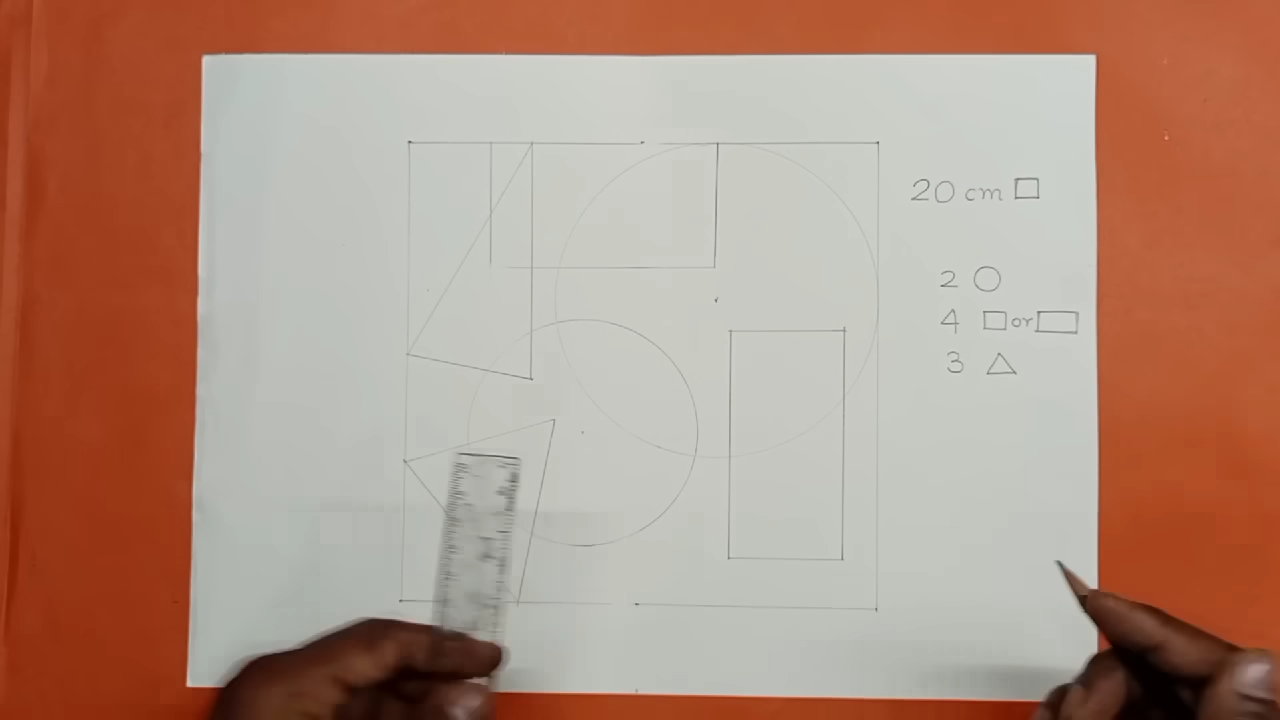 20 cm □
2 ○
4 □ or ▭
3 △